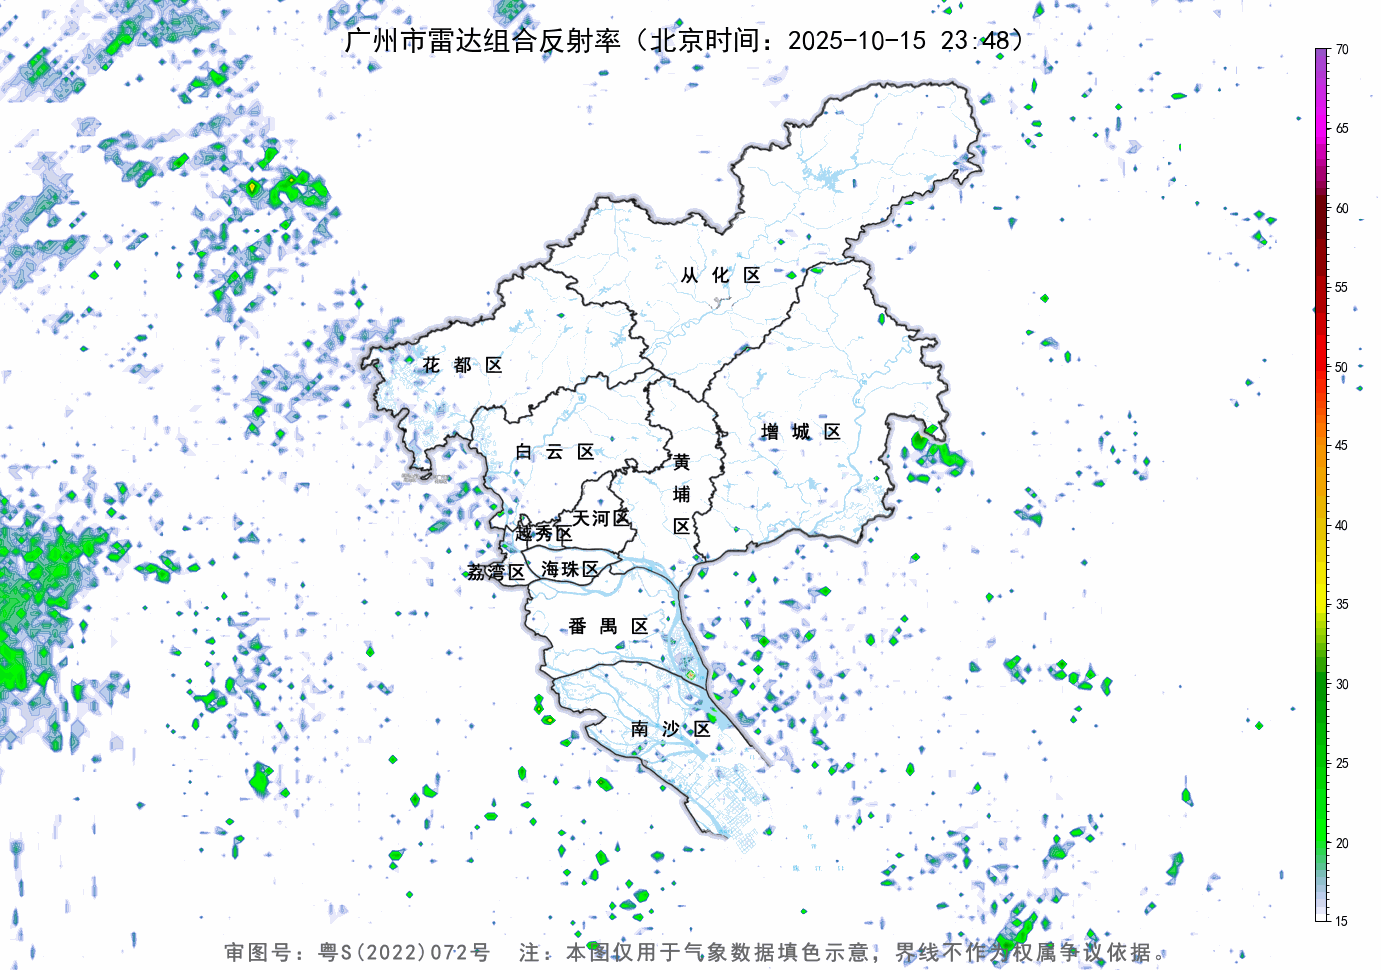 广州市雷达组合反射率（北京时间：2025-10-15 23:48）
70
65
60
55
50
45
40
35
30
25
20
15
从化区
花都区
增城区
白云区
黄埔区
天河区
越秀区
荔湾区
海珠区
番禺区
南沙区
审图号：粤S(2022)072号 注：本图仅用于气象数据填色示意，界线不作为权属争议依据。